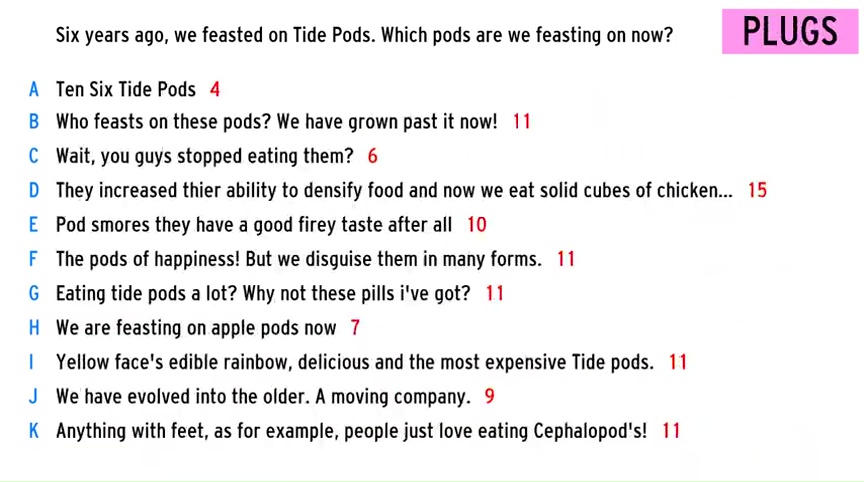 Six years ago, we feasted on Tide Pods. Which pods are we feasting on now?
PLUGS
A Ten Six Tide Pods 4
B Who feasts on these pods? We have grown past it now! 11
C Wait, you guys stopped eating them? 6
D They increased thier ability to densify food and now we eat solid cubes of chicken... 15
E Pod smores they have a good firey taste after all 10
F The pods of happiness! But we disguise them in many forms. 11
G Eating tide pods a lot? Why not these pills i've got? 11
H We are feasting on apple pods now 7
I Yellow face's edible rainbow, delicious and the most expensive Tide pods. 11
J We have evolved into the older. A moving company. 9
K Anything with feet, as for example, people just love eating Cephalopod's! 11